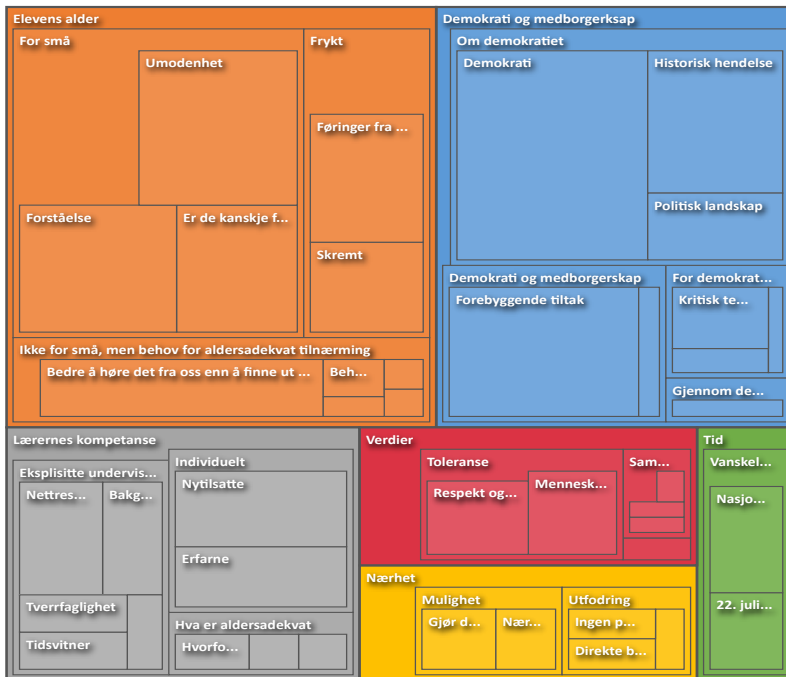 Elevens alder
For små
Umodenhet
Forståelse
Er de kanskje f...
Frykt
Føringer fra ...
Skremt
Ikke for små, men behov for aldersadekvat tilnærming
Bedre å høre det fra oss enn å finne ut ...
Beh...
Demokrati og medborgerksap
Om demokratiet
Demokrati
Historisk hendelse
Politisk landskap
Demokrati og medborgerskap
Forebyggende tiltak
For demokrat...
Kritisk te...
Gjennom de...
Lærernes kompetanse
Eksplisitte undervis...
Nettres...
Bakg...
Tverrfaglighet
Tidsvitner
Individuelt
Nytilsatte
Erfarne
Hva er aldersadekvat
Hvorfo...
Verdier
Toleranse
Respekt og...
Mennesk...
Sam...
Nærhet
Mulighet
Gjør d...
Nær...
Utfodring
Ingen p...
Direkte b...
Tid
Vanskel...
Nasjo...
22. juli...